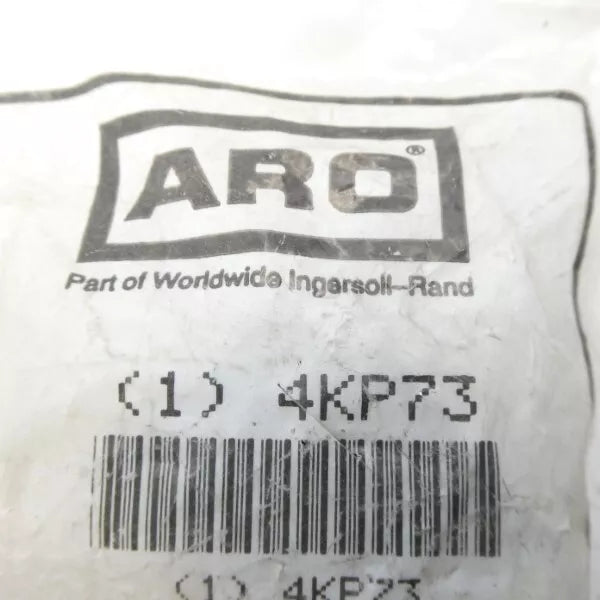 ARO®
Part of Worldwide Ingersoll-Rand
(1) 4KP73
(1) 4KP73